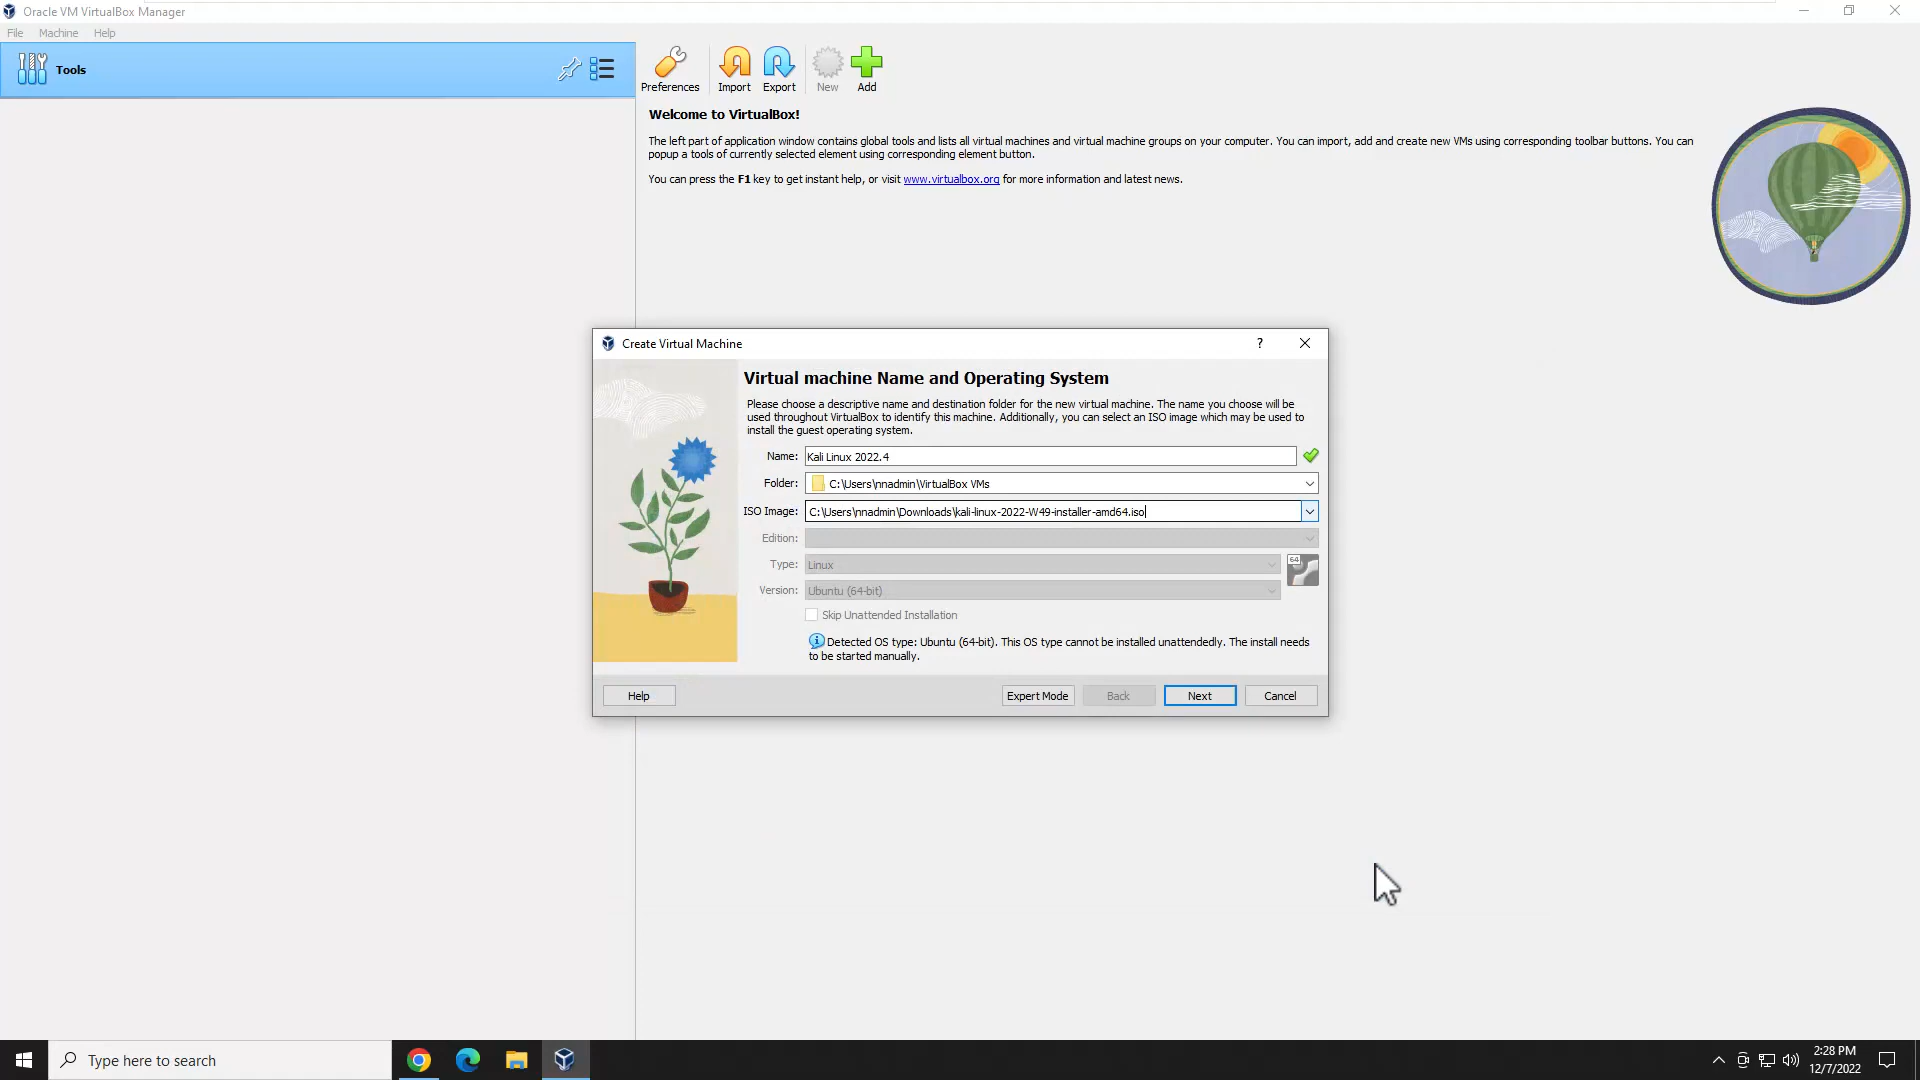 Oracle VM VirtualBox Manager
File Machine Help
Tools
Preferences Import Export New Add
Welcome to VirtualBox!
The left part of application window contains global tools and lists all virtual machines and virtual machine groups on your computer. You can import, add and create new VMs using corresponding toolbar buttons. You can
popup a tools of currently selected element using corresponding element button.
You can press the F1 key to get instant help, or visit www.virtualbox.org for more information and latest news.
Create Virtual Machine ?
Virtual machine Name and Operating System
Please choose a descriptive name and destination folder for the new virtual machine. The name you choose will be
used throughout VirtualBox to identify this machine. Additionally, you can select an ISO image which may be used to
install the guest operating system.
Name: Kali Linux 2022.4
Folder: C:\Users\nnadmin\VirtualBox VMs
ISO Image: C:\Users\nnadmin\Downloads\kali-linux-2022-W49-installer-amd64.iso
Edition:
Type: Linux
64
Version: Ubuntu (64-bit)
Skip Unattended Installation
Detected OS type: Ubuntu (64-bit). This OS type cannot be installed unattendedly. The install needs
to be started manually.
Help Expert Mode Back Next Cancel
Type here to search
2:28 PM
12/7/2022